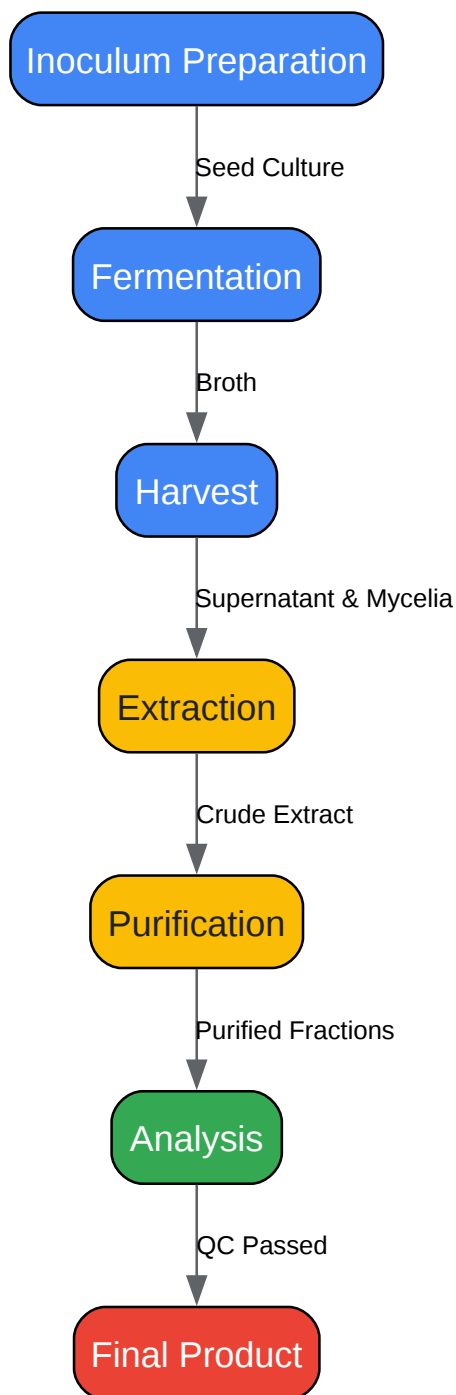 Inoculum Preparation
Seed Culture
Fermentation
Broth
Harvest
Supernatant & Mycelia
Extraction
Crude Extract
Purification
Purified Fractions
Analysis
QC Passed
Final Product